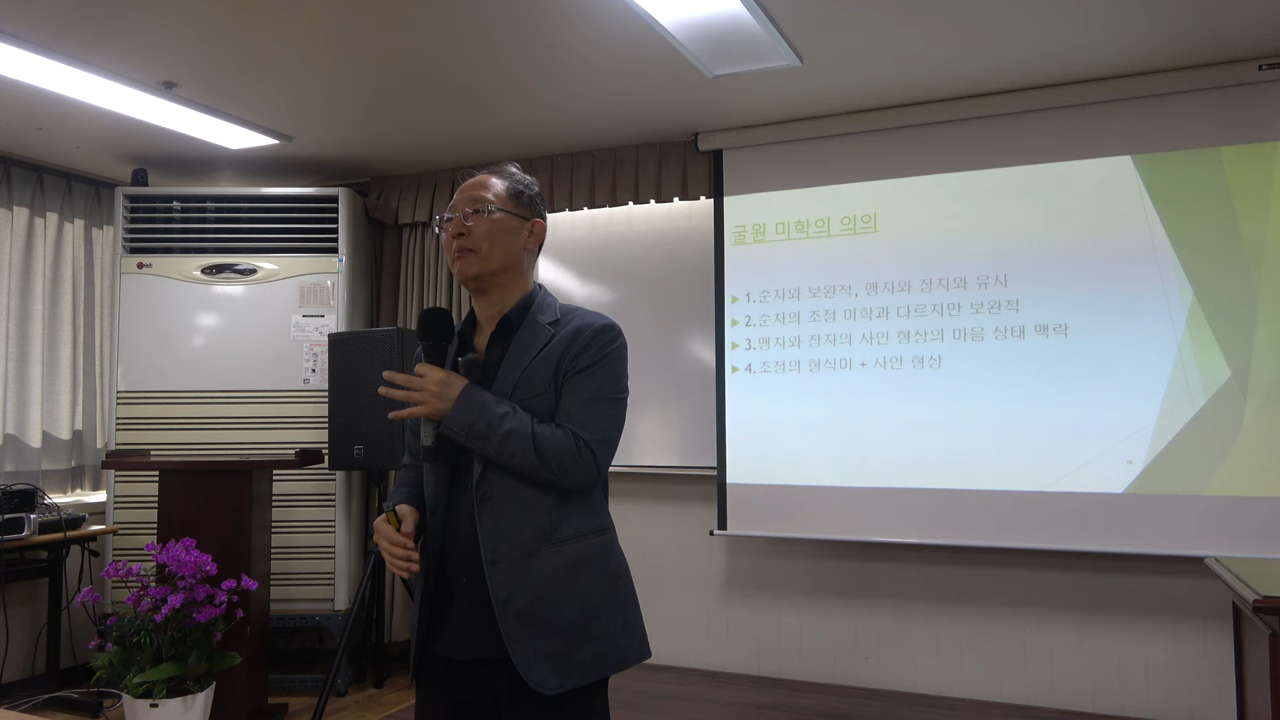 굴원 미학의 의의
1.순자와 보완적, 맹자와 장자와 유사
2.순자의 조정 미학과 다르지만 보완적
3.맹자와 장자의 사인 형상의 마음 상태 맥락
4.조정의 형식미 + 사인 형상